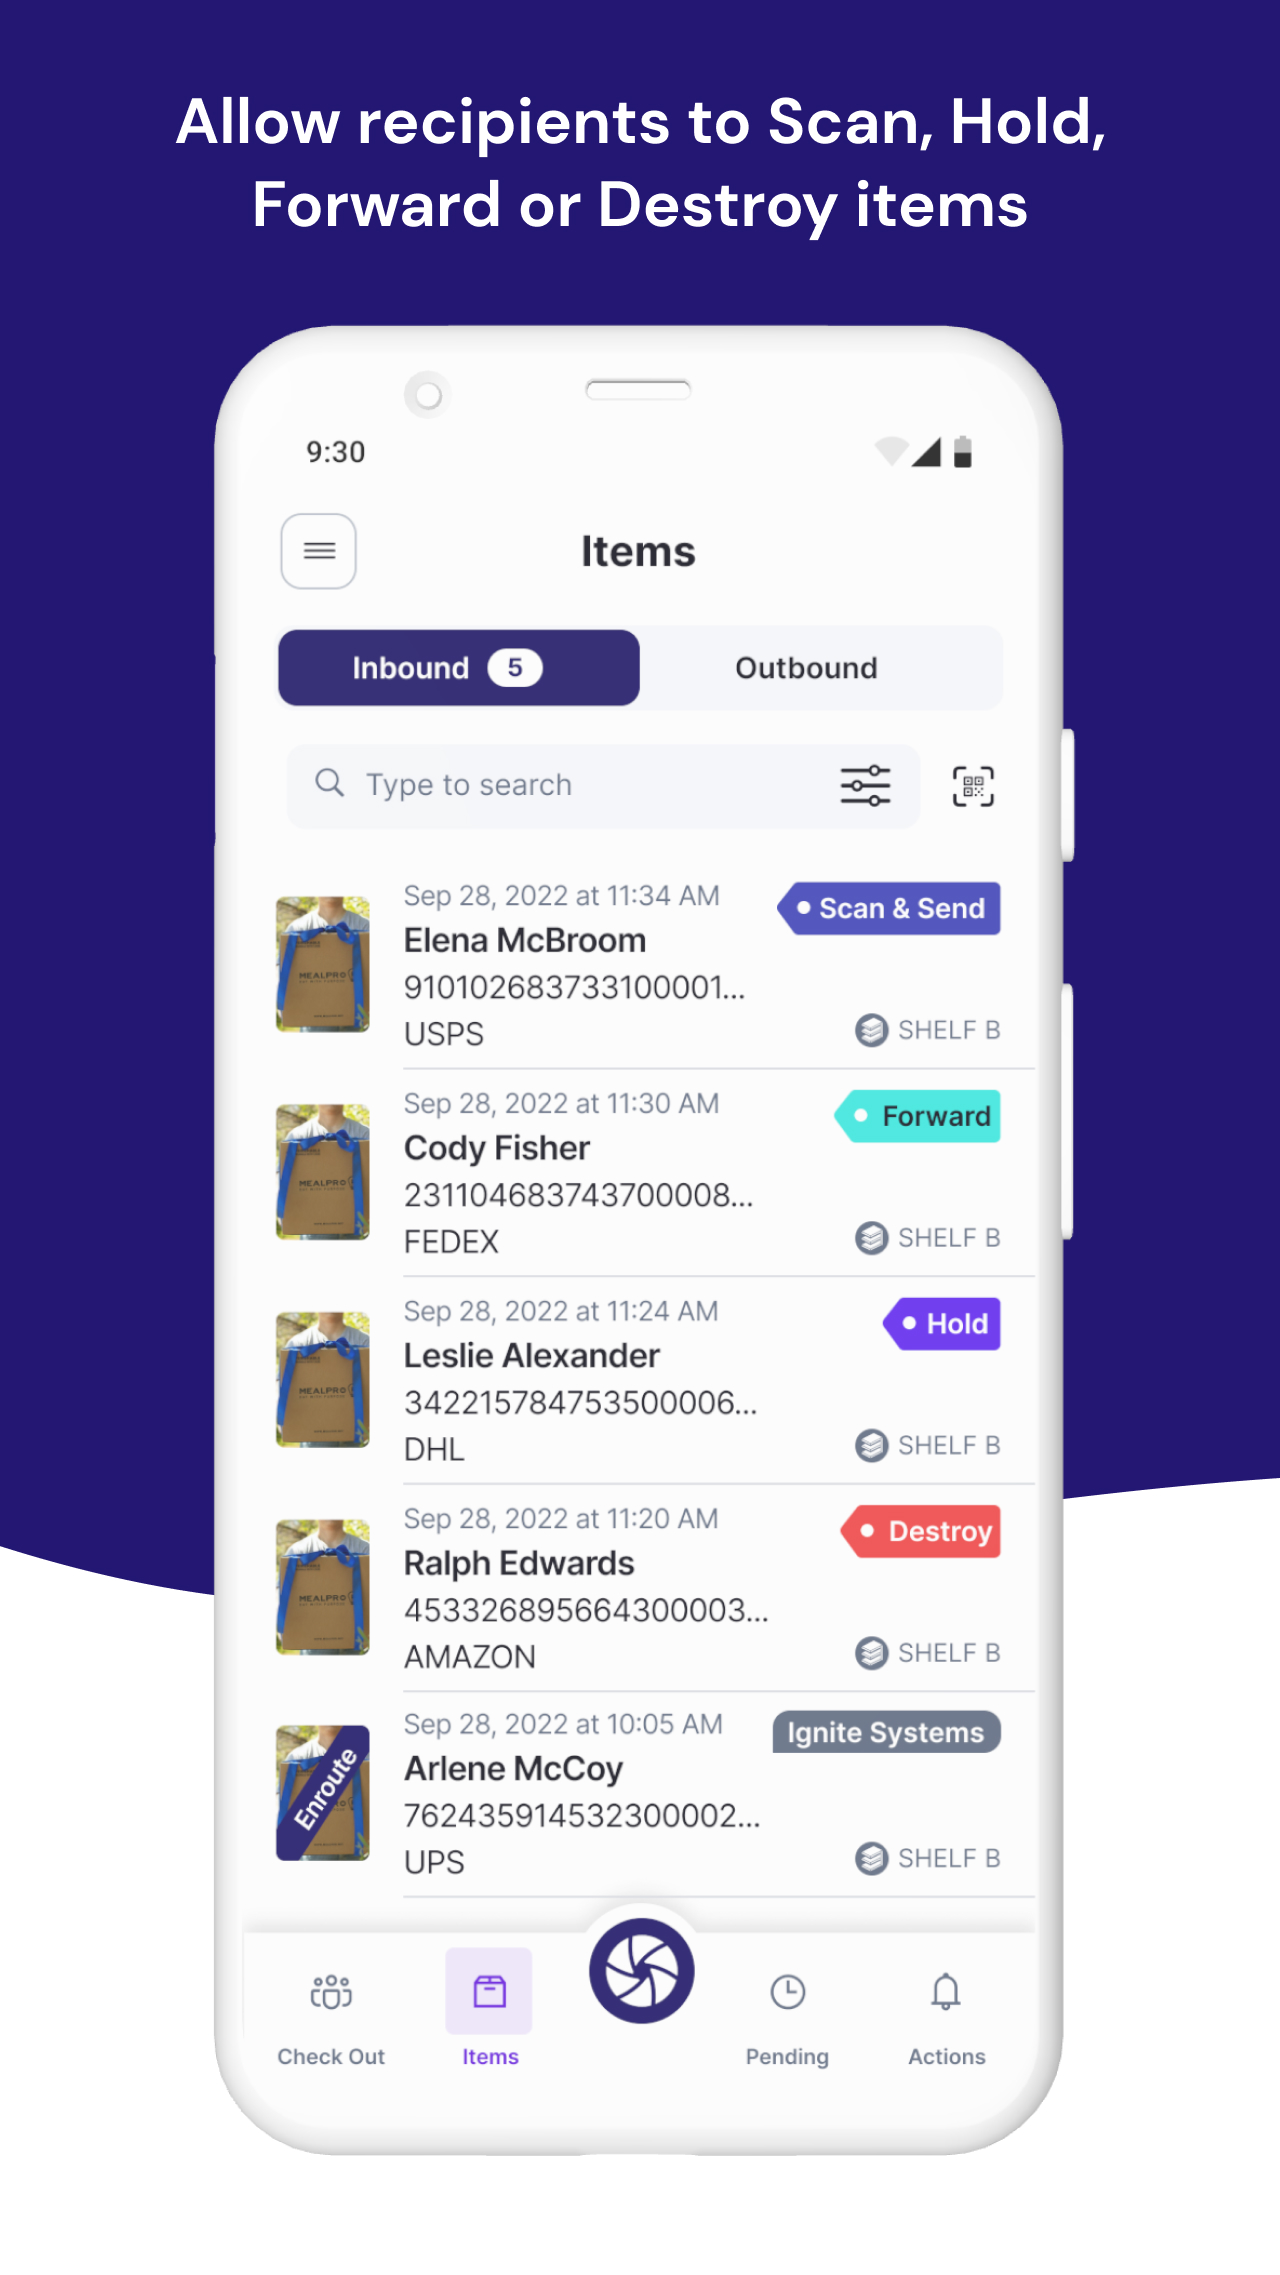 Allow recipients to Scan, Hold,
Forward or Destroy items
9:30
Items
Inbound 5 Outbound
Type to search
Sep 28, 2022 at 11:34 AM
Scan & Send
Elena McBroom
910102683733100001...
USPS
SHELF B
MEALPRO
Sep 28, 2022 at 11:30 AM
Forward
Cody Fisher
231104683743700008...
FEDEX
SHELF B
MEALPRO
Sep 28, 2022 at 11:24 AM
Hold
Leslie Alexander
342215784753500006...
DHL
SHELF B
MEALPRO
Sep 28, 2022 at 11:20 AM
Destroy
Ralph Edwards
453326895664300003...
AMAZON
SHELF B
MEALPRO
Sep 28, 2022 at 10:05 AM
Ignite Systems
Arlene McCoy
762435914532300002...
UPS
SHELF B
Enroute
Check Out
Items
Pending
Actions